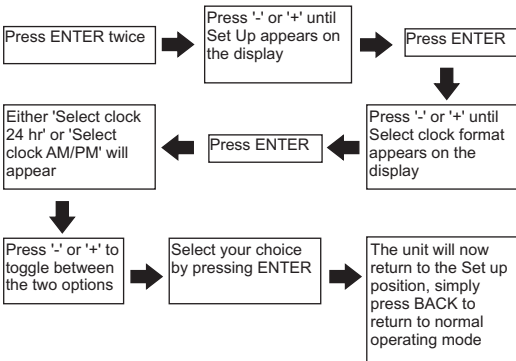 Press ENTER twice
Press '-' or '+' until
Set Up appears on
the display
Press ENTER
Press '-' or '+' until
Select clock format
appears on the
display
Press ENTER
Either 'Select clock
24 hr' or 'Select
clock AM/PM' will
appear
Press '-' or '+' to
toggle between
the two options
Select your choice
by pressing ENTER
The unit will now
return to the Set up
position, simply
press BACK to
return to normal
operating mode